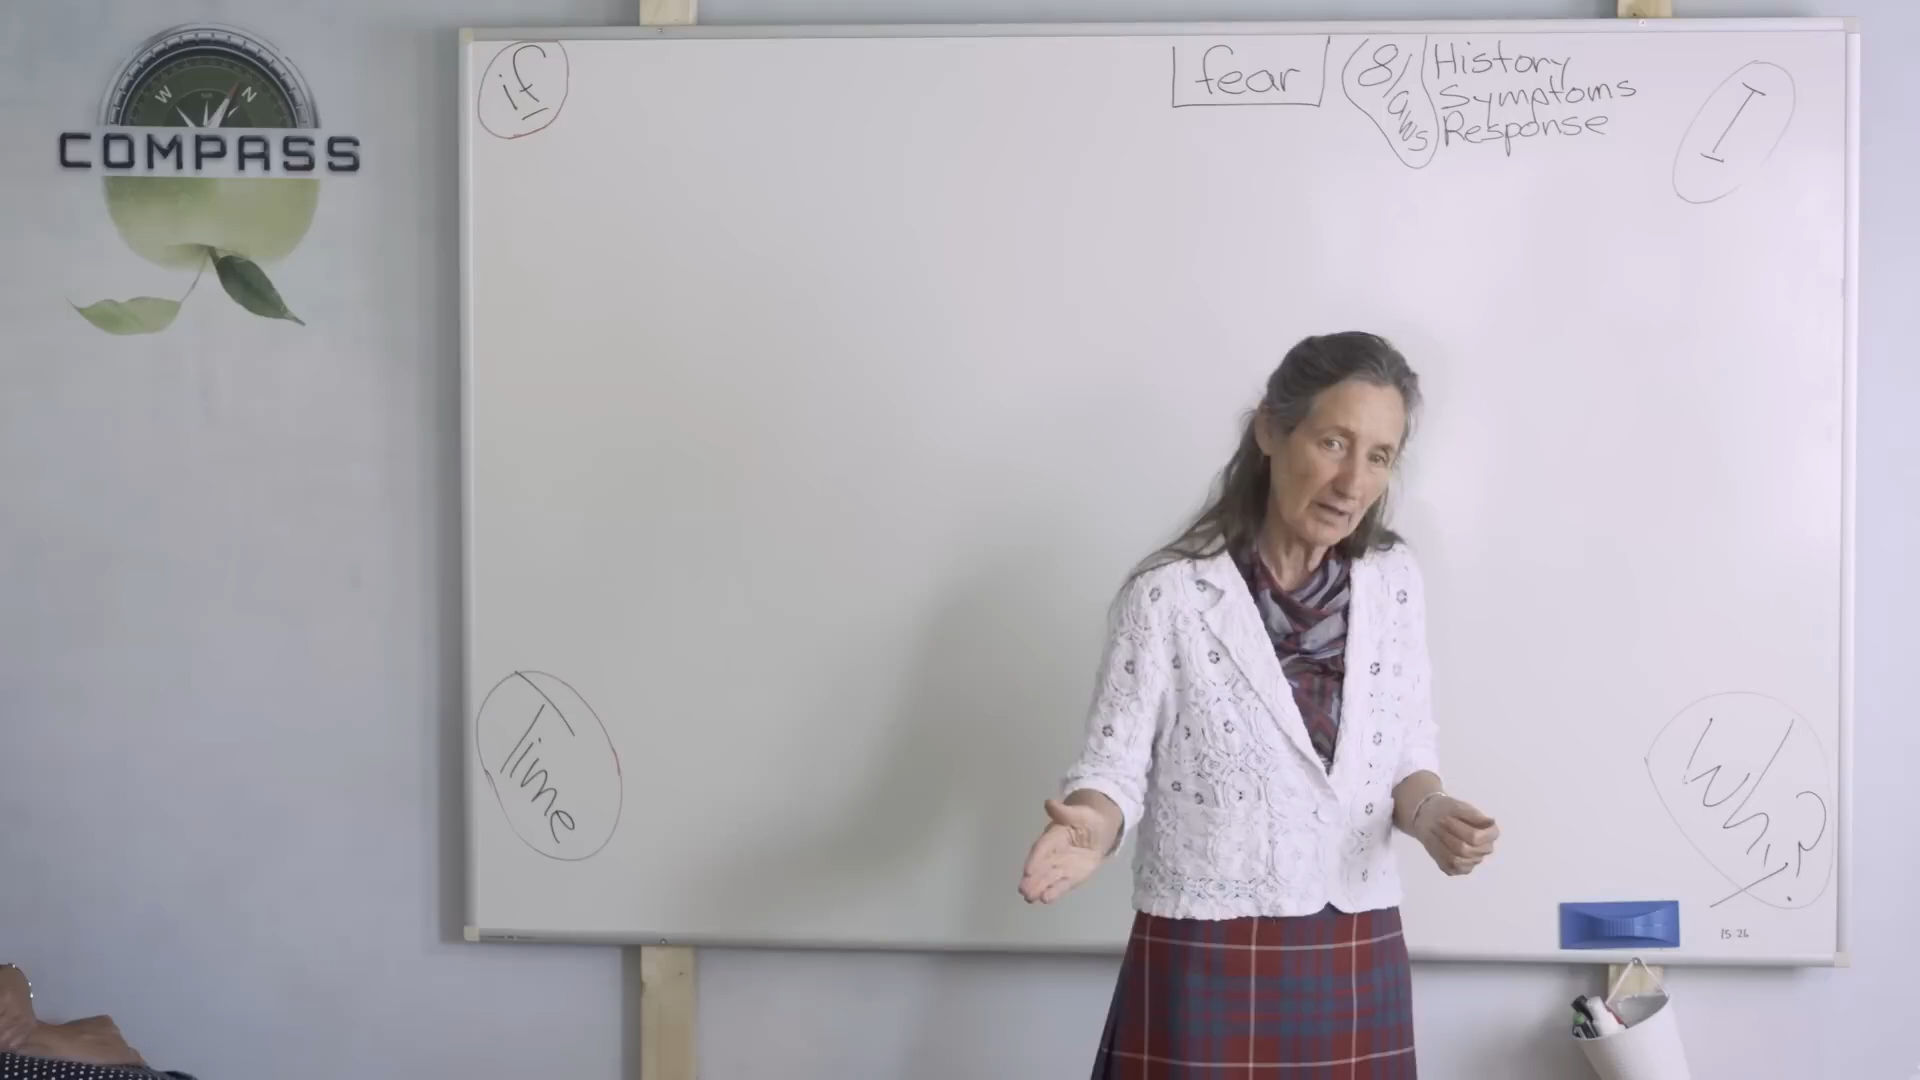 W N
COMPASS
if
fear
8 laws
History
Symptoms
Response
I
Time
Why?
15:26